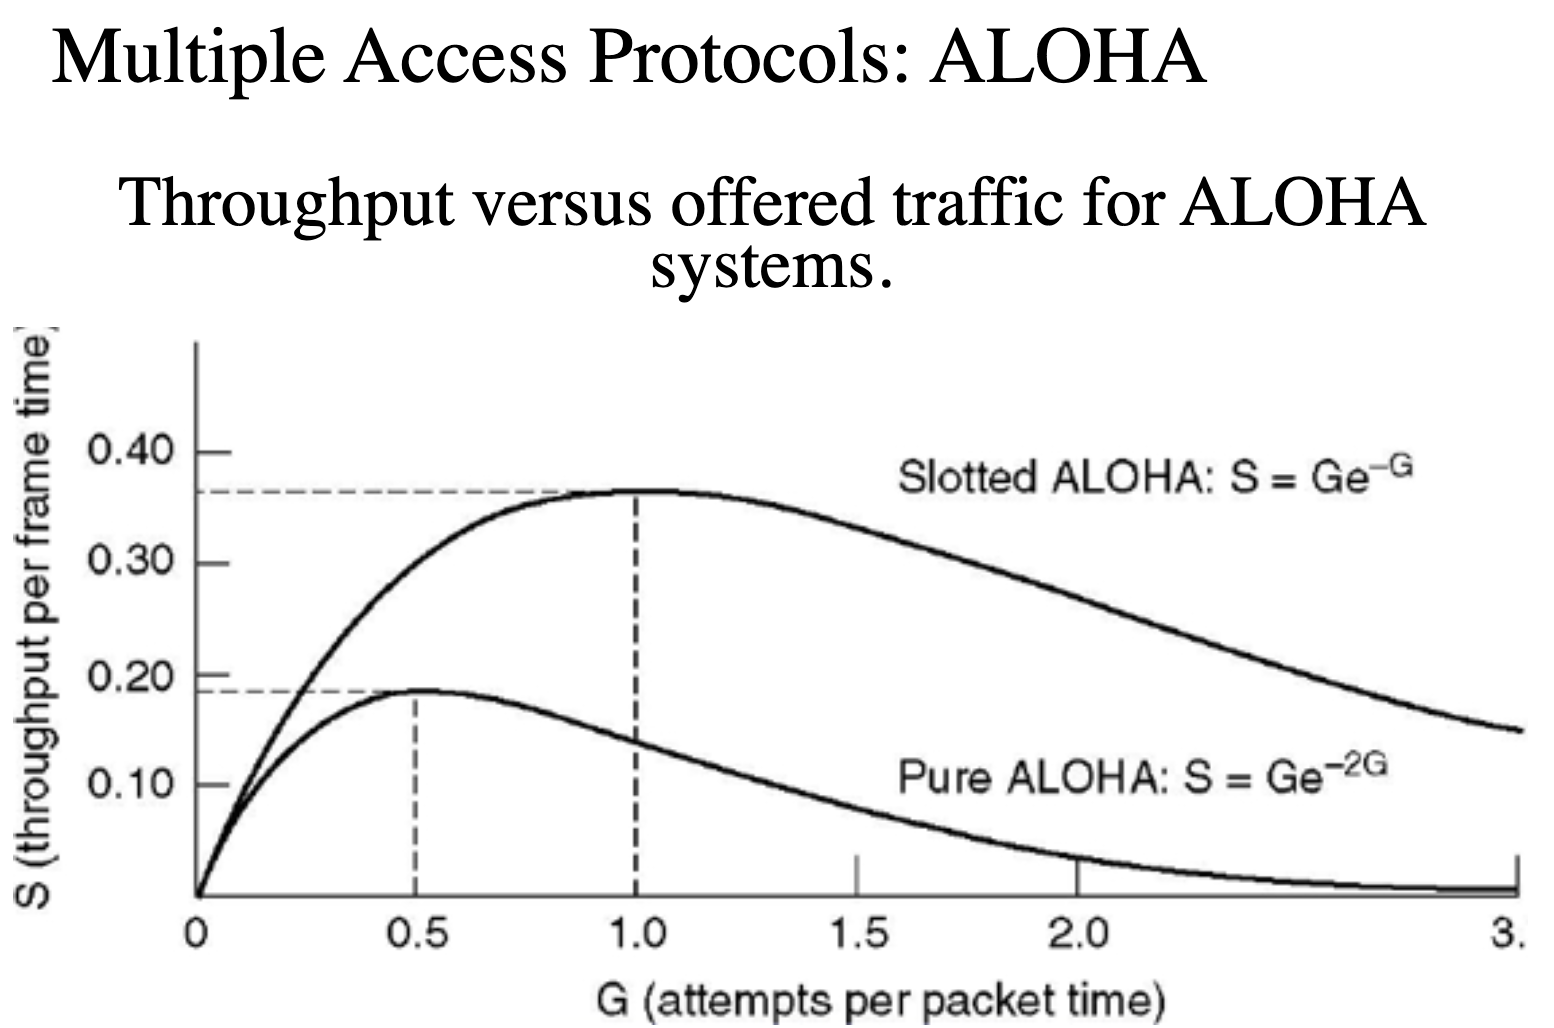 Multiple Access Protocols: ALOHA
Throughput versus offered traffic for ALOHA
systems.
S (throughput per frame time)
0.40
0.30
0.20
0.10
Slotted ALOHA: S = Ge⁻ᴳ
Pure ALOHA: S = Ge⁻²ᴳ
0
0.5
1.0
1.5
2.0
3.
G (attempts per packet time)